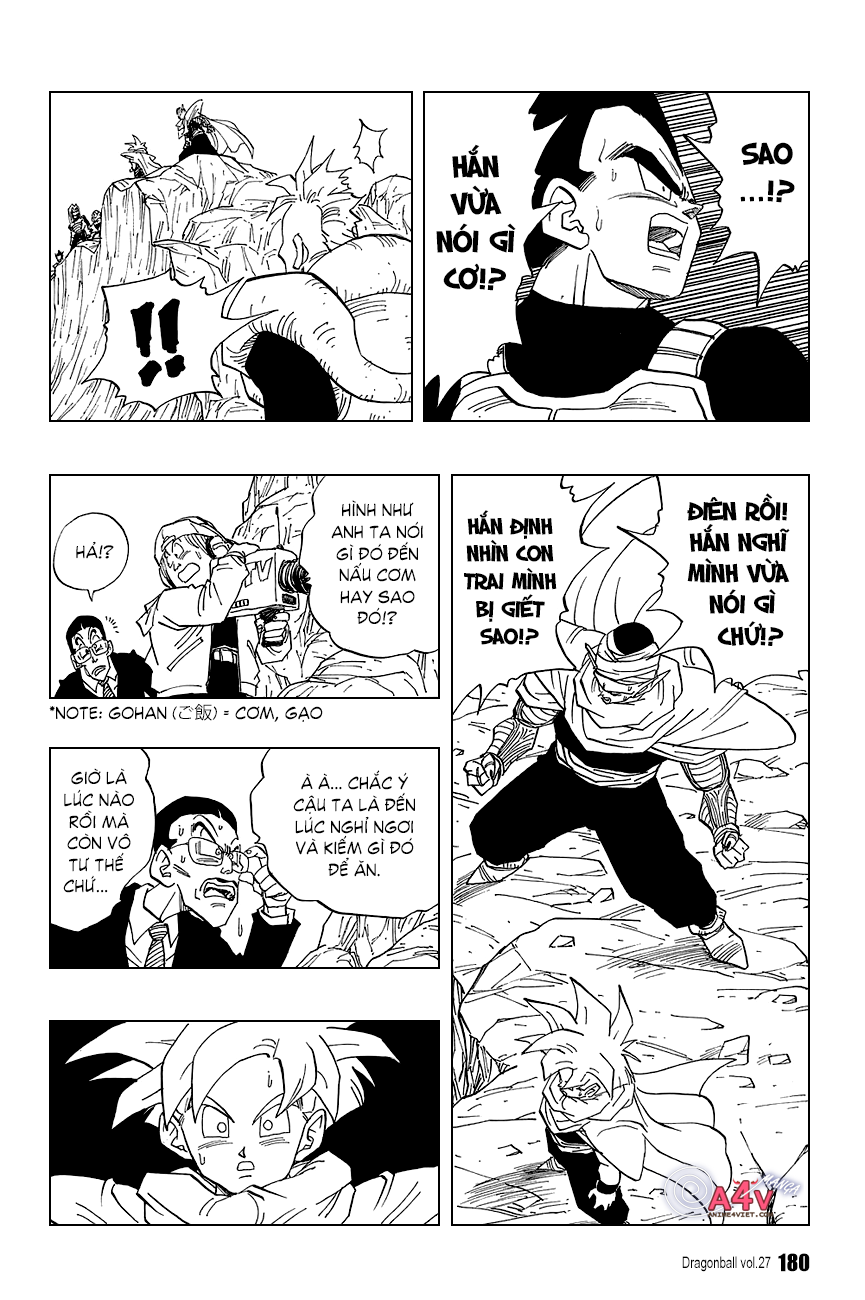 SAO
...!?
HẮN
VỪA
NÓI GÌ
CƠ!?
!!
ĐIÊN RỒI!
HẮN NGHĨ
MÌNH VỪA
NÓI GÌ
CHỨ!?
HẮN ĐỊNH
NHÌN CON
TRAI MÌNH
BỊ GIẾT
SAO!?
HÌNH NHƯ
ANH TA NÓI
GÌ ĐÓ ĐẾN
NẤU CƠM
HAY SAO
ĐÓ!?
HẢ!?
*NOTE: GOHAN (ご飯) = CƠM, GẠO
À À... CHẮC Ý
CẬU TA LÀ ĐẾN
LÚC NGHỈ NGƠI
VÀ KIẾM GÌ ĐÓ
ĐỂ ĂN.
GIỜ LÀ
LÚC NÀO
RỒI MÀ
CÒN VÔ
TƯ THẾ
CHỨ...
A4V
MANGA
ANIME4VIET.COM
Dragonball vol.27 180